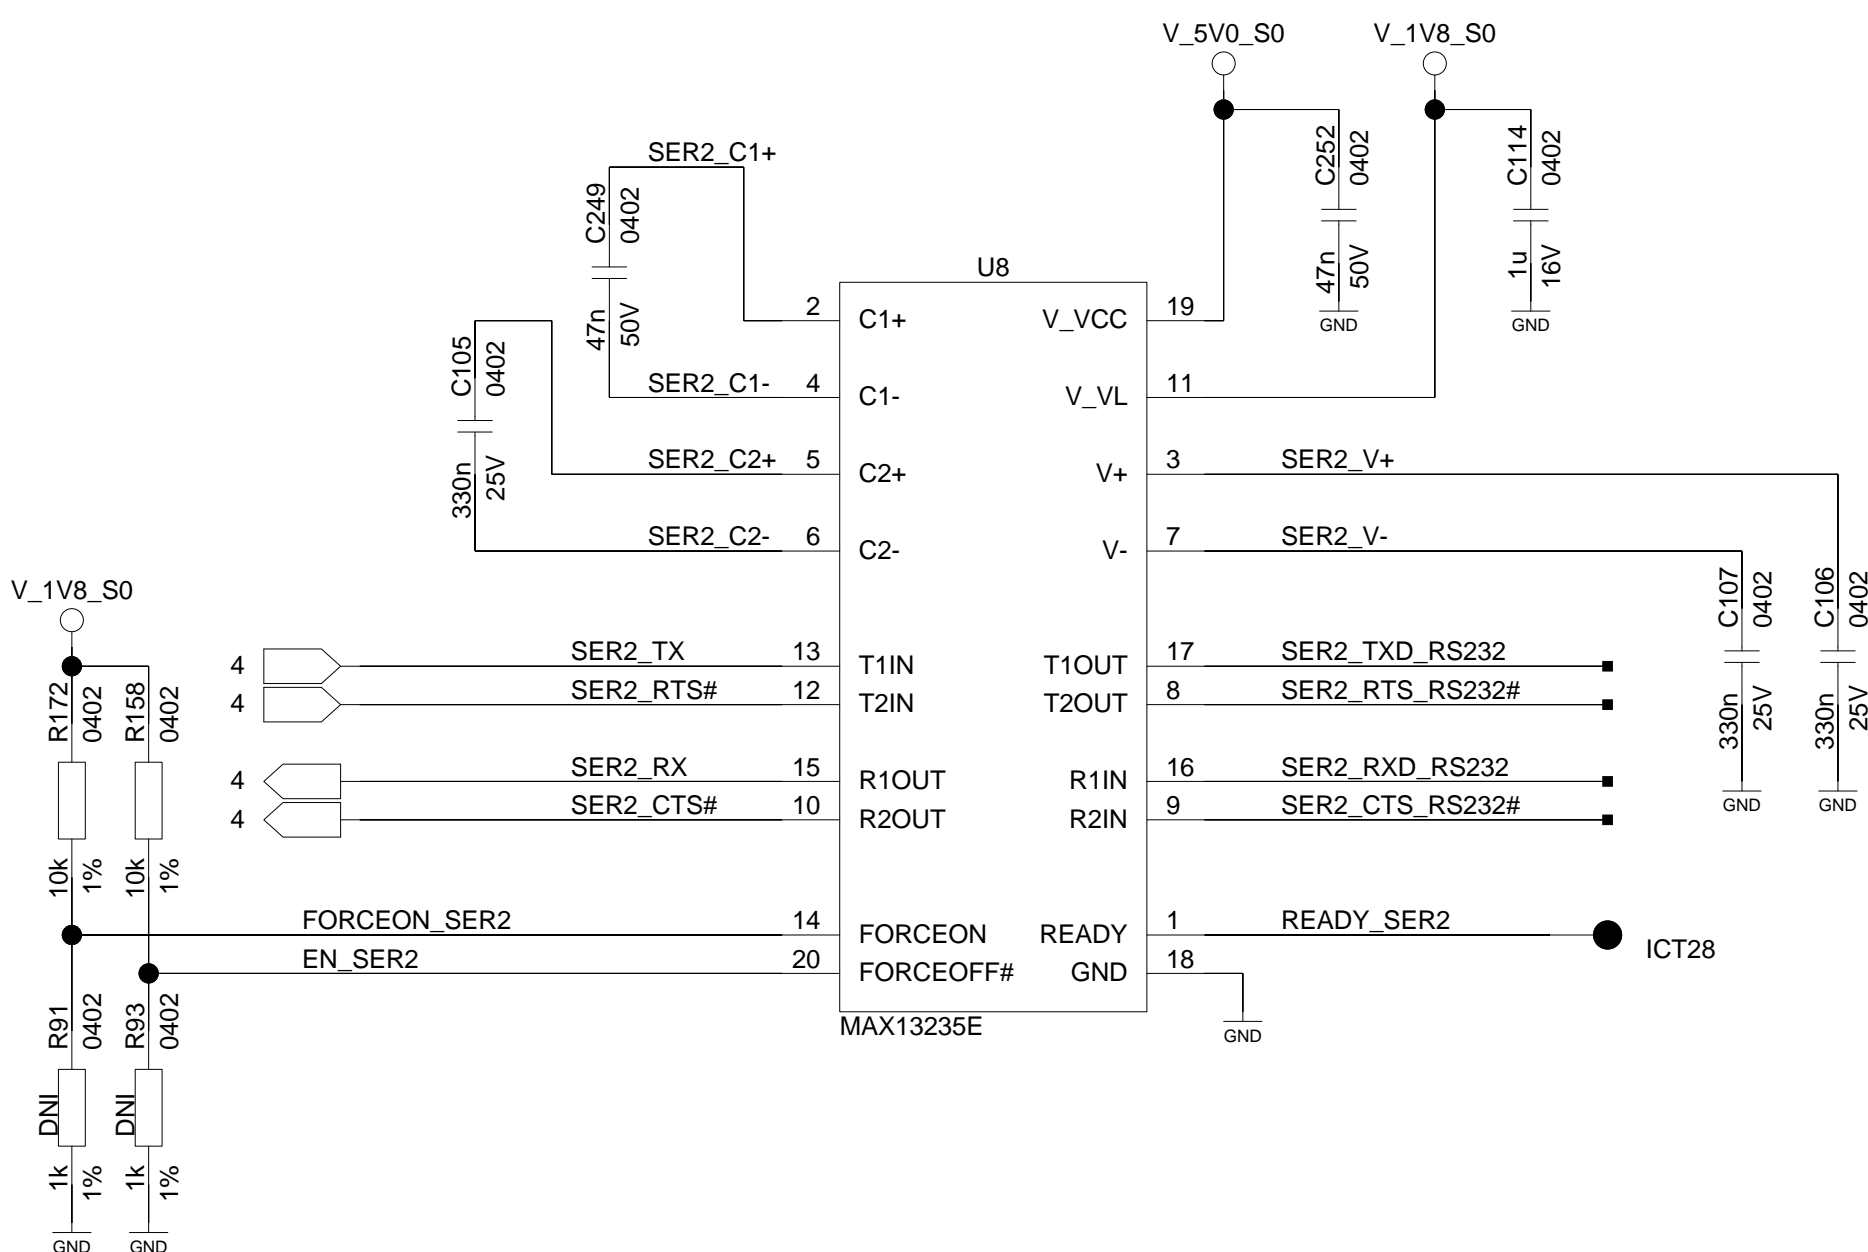 V_5V0_S0
V_1V8_S0
C252
0402
47n
50V
GND
C114
0402
1u
16V
GND
SER2_C1+
C249
0402
47n
50V
SER2_C1-
C105
0402
330n
25V
SER2_C2+
SER2_C2-
U8
2 C1+ V_VCC 19
4 C1- V_VL 11
5 C2+ V+ 3 SER2_V+
6 C2- V- 7 SER2_V-
C107
0402
330n
25V
GND
C106
0402
330n
25V
GND
V_1V8_S0
4 SER2_TX 13 T1IN T1OUT 17 SER2_TXD_RS232
4 SER2_RTS# 12 T2IN T2OUT 8 SER2_RTS_RS232#
4 SER2_RX 15 R1OUT R1IN 16 SER2_RXD_RS232
4 SER2_CTS# 10 R2OUT R2IN 9 SER2_CTS_RS232#
R172
0402
10k
1%
R158
0402
10k
1%
FORCEON_SER2 14 FORCEON READY 1 READY_SER2 ICT28
EN_SER2 20 FORCEOFF# GND 18
GND
MAX13235E
R91
0402
DNI
1k
1%
GND
R93
0402
DNI
1k
1%
GND